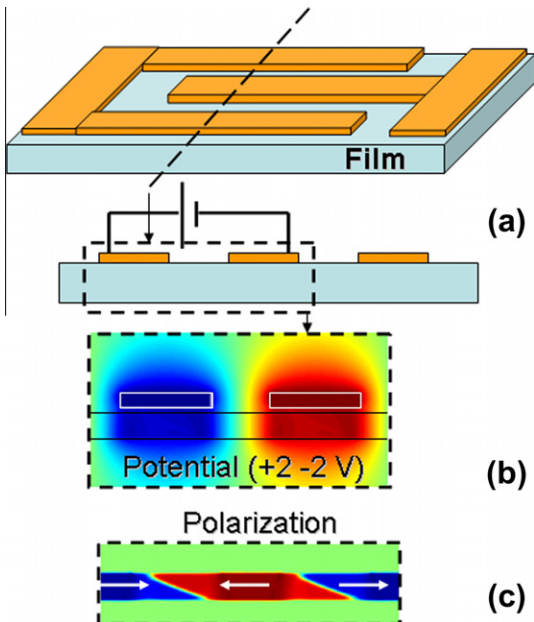 Film
(a)
Potential (+2 -2 V)
(b)
Polarization
(c)